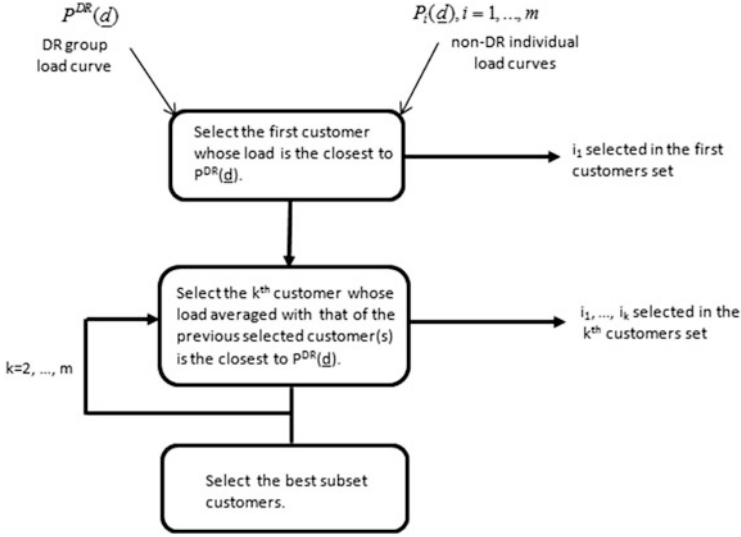 P^DR(d)
P_i(d), i = 1, ..., m
DR group
load curve
non-DR individual
load curves
Select the first customer
whose load is the closest to
P^DR(d).
i₁ selected in the first
customers set
Select the k^th customer whose
load averaged with that of the
previous selected customer(s)
is the closest to P^DR(d).
i₁, ..., i_k selected in the
k^th customers set
k=2, ..., m
Select the best subset
customers.